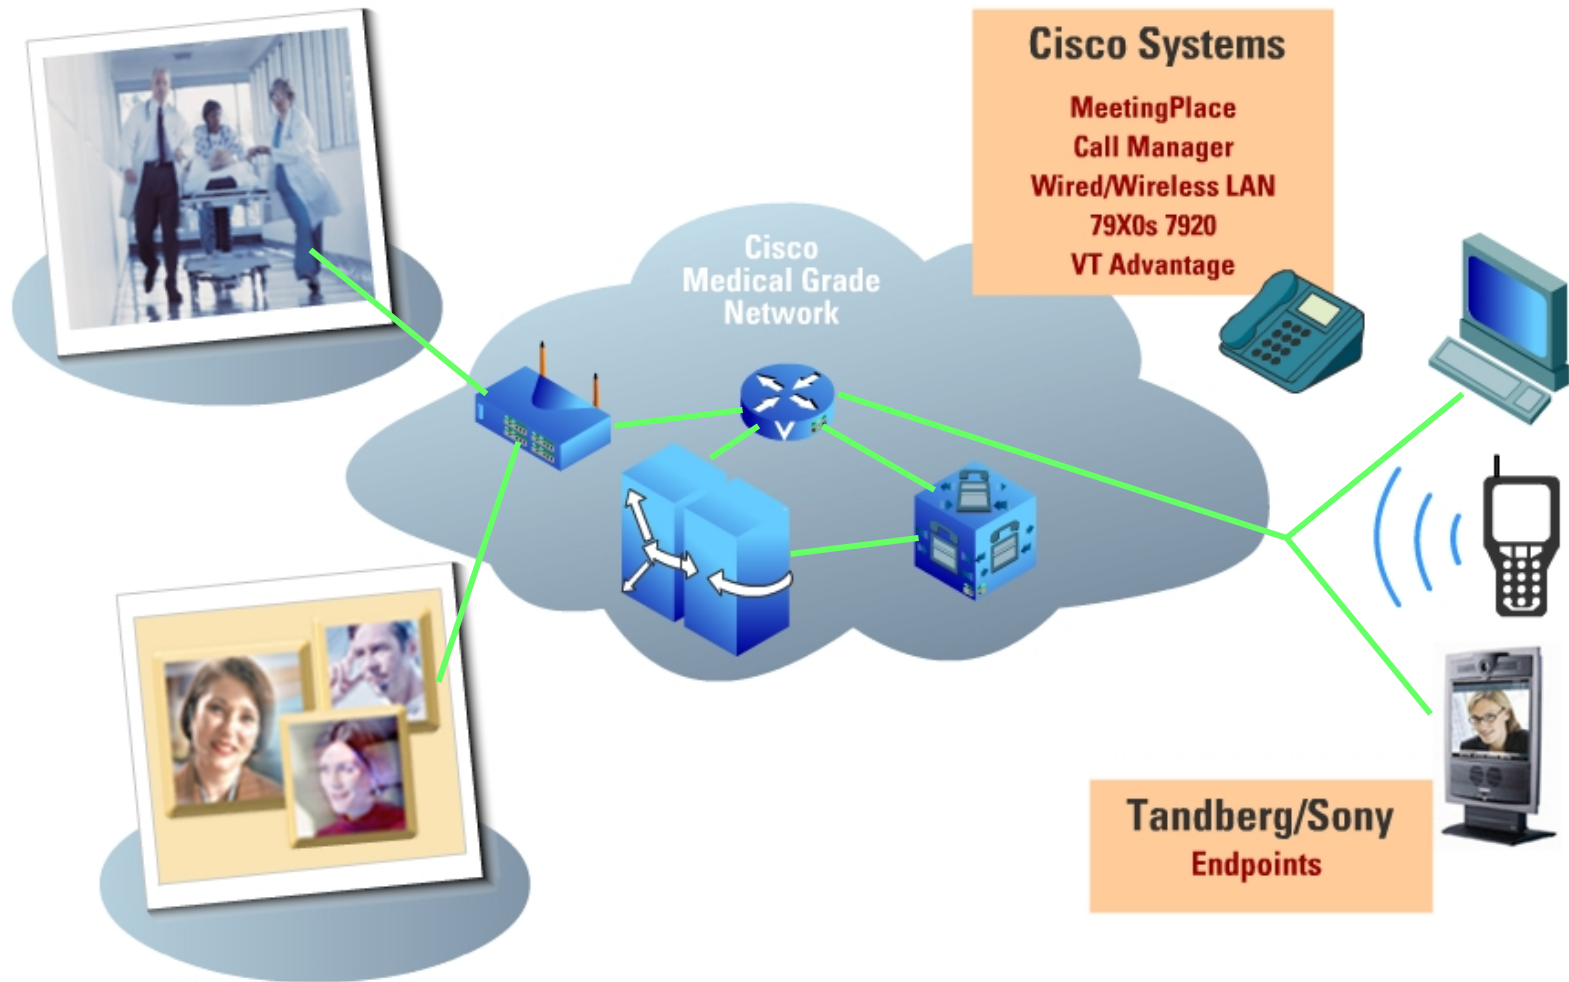 Cisco Systems
MeetingPlace
Call Manager
Wired/Wireless LAN
79X0s 7920
VT Advantage
Cisco
Medical Grade
Network
V
Tandberg/Sony
Endpoints